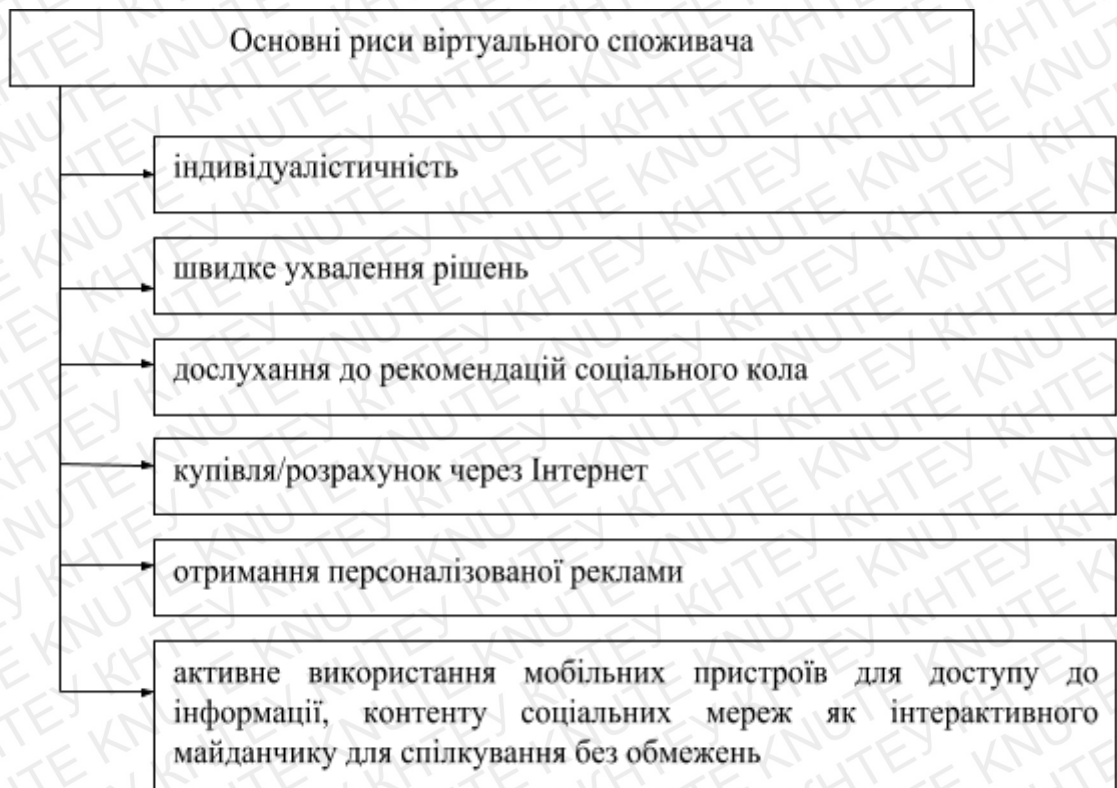 Основні риси віртуального споживача
індивідуалістичність
швидке ухвалення рішень
дослухання до рекомендацій соціального кола
купівля/розрахунок через Інтернет
отримання персоналізованої реклами
активне використання мобільних пристроїв для доступу до
інформації, контенту соціальних мереж як інтерактивного
майданчику для спілкування без обмежень